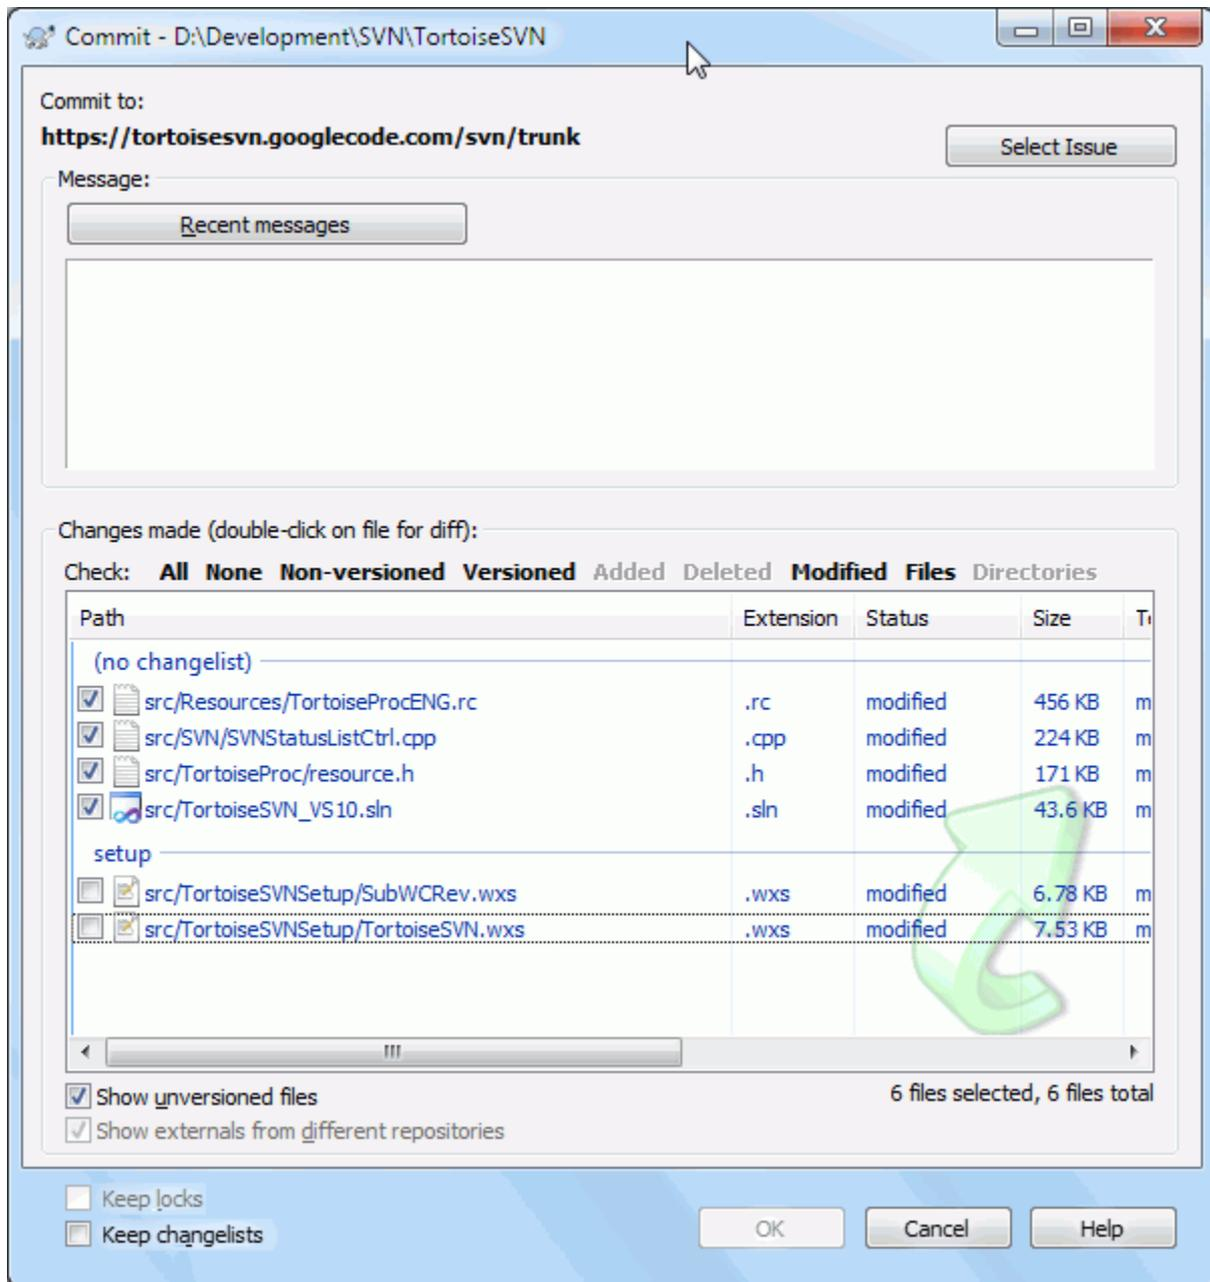 Commit - D:\Development\SVN\TortoiseSVN
Commit to:
https://tortoisesvn.googlecode.com/svn/trunk
Select Issue
Message:
Recent messages
Changes made (double-click on file for diff):
Check: All None Non-versioned Versioned Added Deleted Modified Files Directories
Path Extension Status Size
(no changelist)
src/Resources/TortoiseProcENG.rc .rc modified 456 KB m
src/SVN/SVNStatusListCtrl.cpp .cpp modified 224 KB m
src/TortoiseProc/resource.h .h modified 171 KB m
src/TortoiseSVN_VS10.sln .sln modified 43.6 KB m
setup
src/TortoiseSVNSetup/SubWCRev.wxs .wxs modified 6.78 KB m
src/TortoiseSVNSetup/TortoiseSVN.wxs .wxs modified 7.53 KB m
Show unversioned files
6 files selected, 6 files total
Show externals from different repositories
Keep locks
Keep changelists
OK Cancel Help